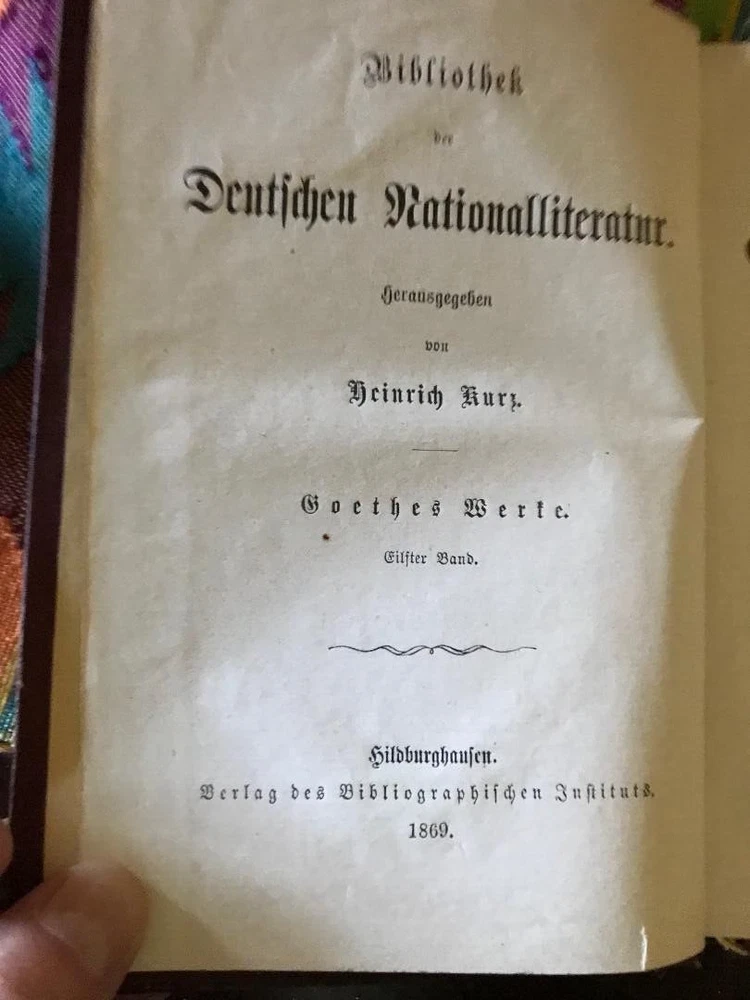 Bibliothek
der
Deutschen Nationalliteratur.
Herausgegeben
von
Heinrich Kurz.
Goethes Werke.
Eilfter Band.
Hildburghausen.
Verlag des Bibliographischen Instituts.
1869.